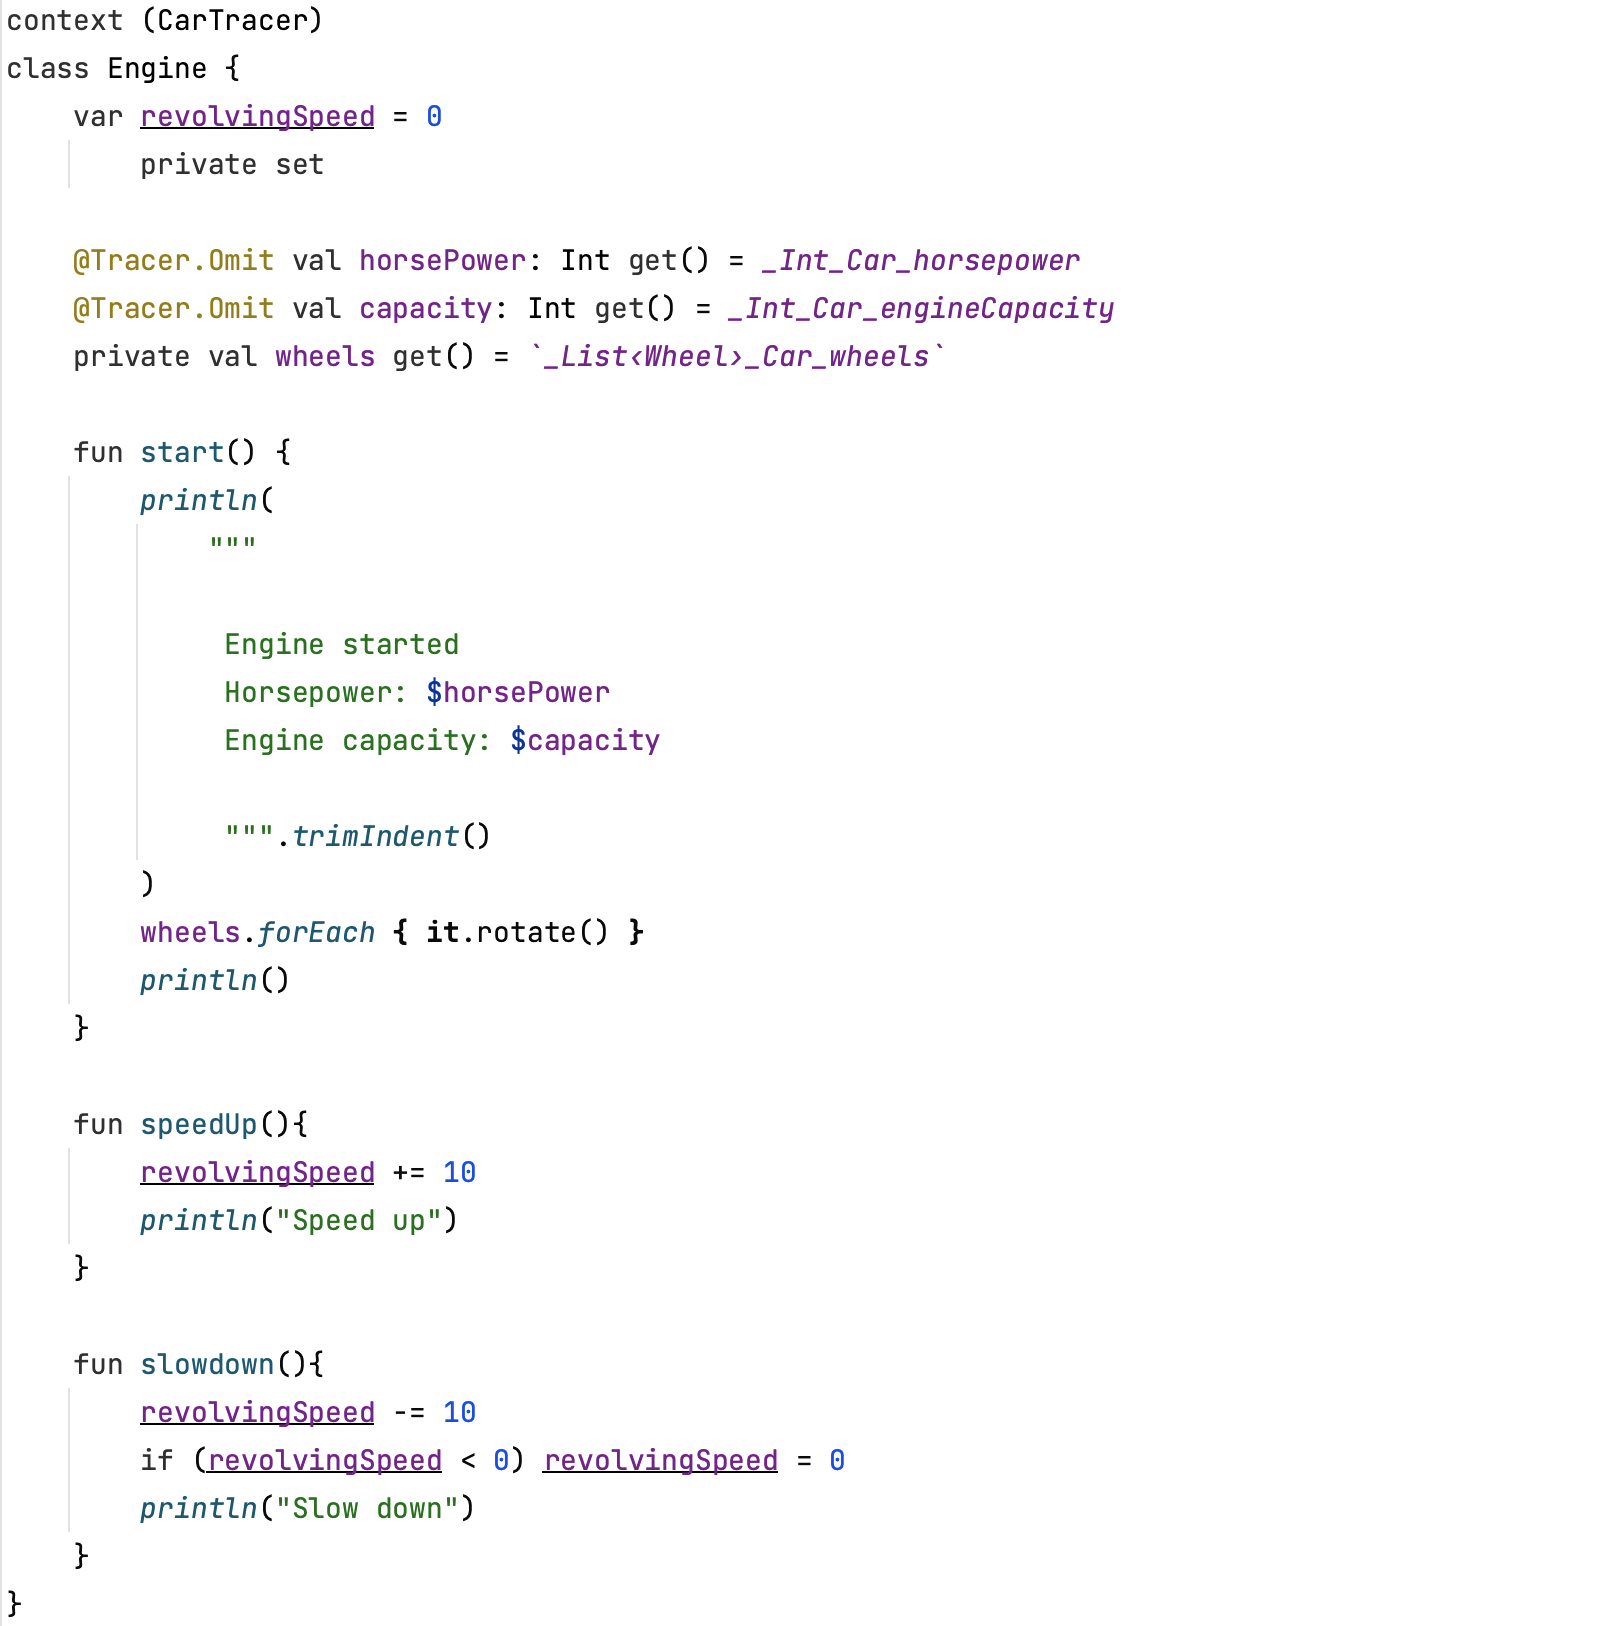 context (CarTracer)
class Engine {
    var revolvingSpeed = 0
        private set

    @Tracer.Omit val horsePower: Int get() = _Int_Car_horsepower
    @Tracer.Omit val capacity: Int get() = _Int_Car_engineCapacity
    private val wheels get() = `_List‹Wheel›_Car_wheels`

    fun start() {
        println(
            """

             Engine started
             Horsepower: $horsePower
             Engine capacity: $capacity

             """.trimIndent()
        )
        wheels.forEach { it.rotate() }
        println()
    }

    fun speedUp(){
        revolvingSpeed += 10
        println("Speed up")
    }

    fun slowdown(){
        revolvingSpeed -= 10
        if (revolvingSpeed < 0) revolvingSpeed = 0
        println("Slow down")
    }
}